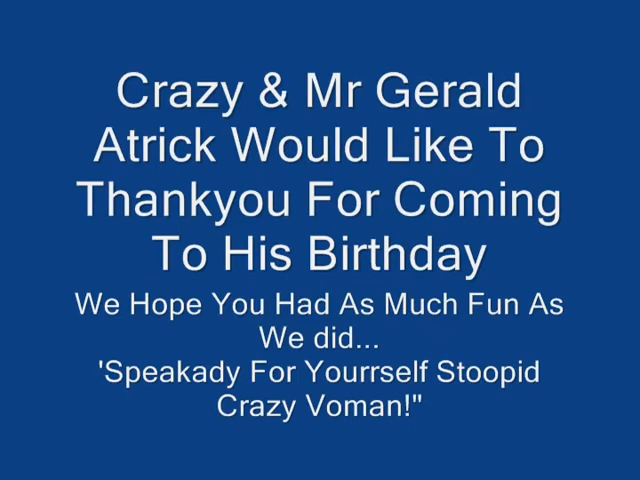 Crazy & Mr Gerald
Atrick Would Like To
Thankyou For Coming
To His Birthday
We Hope You Had As Much Fun As
We did...
'Speakady For Yourrself Stoopid
Crazy Voman!"